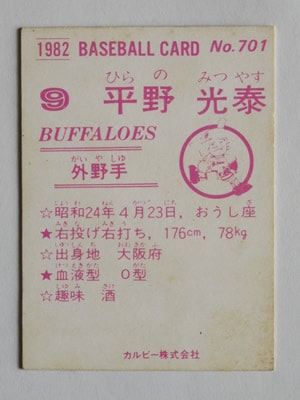 1982 BASEBALL CARD No.701
ひら の みつ やす
9 平野 光泰
BUFFALOES
がい や しゅ
外野手
☆昭和24年4月23日, おうし座
★右投げ右打ち, 176cm, 78kg
☆出身地 大阪府
★血液型 O型
☆趣味 酒
カルビー株式会社